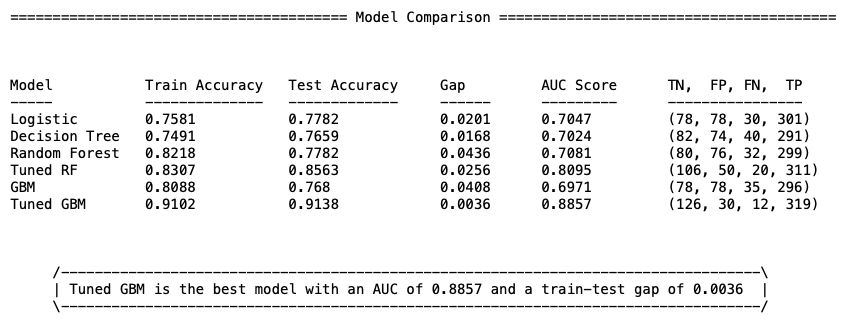 ======================================== Model Comparison ========================================
Model Train Accuracy Test Accuracy Gap AUC Score TN, FP, FN, TP
----- -------------- ------------- ------ --------- ----------------
Logistic 0.7581 0.7782 0.0201 0.7047 (78, 78, 30, 301)
Decision Tree 0.7491 0.7659 0.0168 0.7024 (82, 74, 40, 291)
Random Forest 0.8218 0.7782 0.0436 0.7081 (80, 76, 32, 299)
Tuned RF 0.8307 0.8563 0.0256 0.8095 (106, 50, 20, 311)
GBM 0.8088 0.768 0.0408 0.6971 (78, 78, 35, 296)
Tuned GBM 0.9102 0.9138 0.0036 0.8857 (126, 30, 12, 319)
/-----------------------------------------------------------------------------------\
| Tuned GBM is the best model with an AUC of 0.8857 and a train-test gap of 0.0036 |
\-----------------------------------------------------------------------------------/